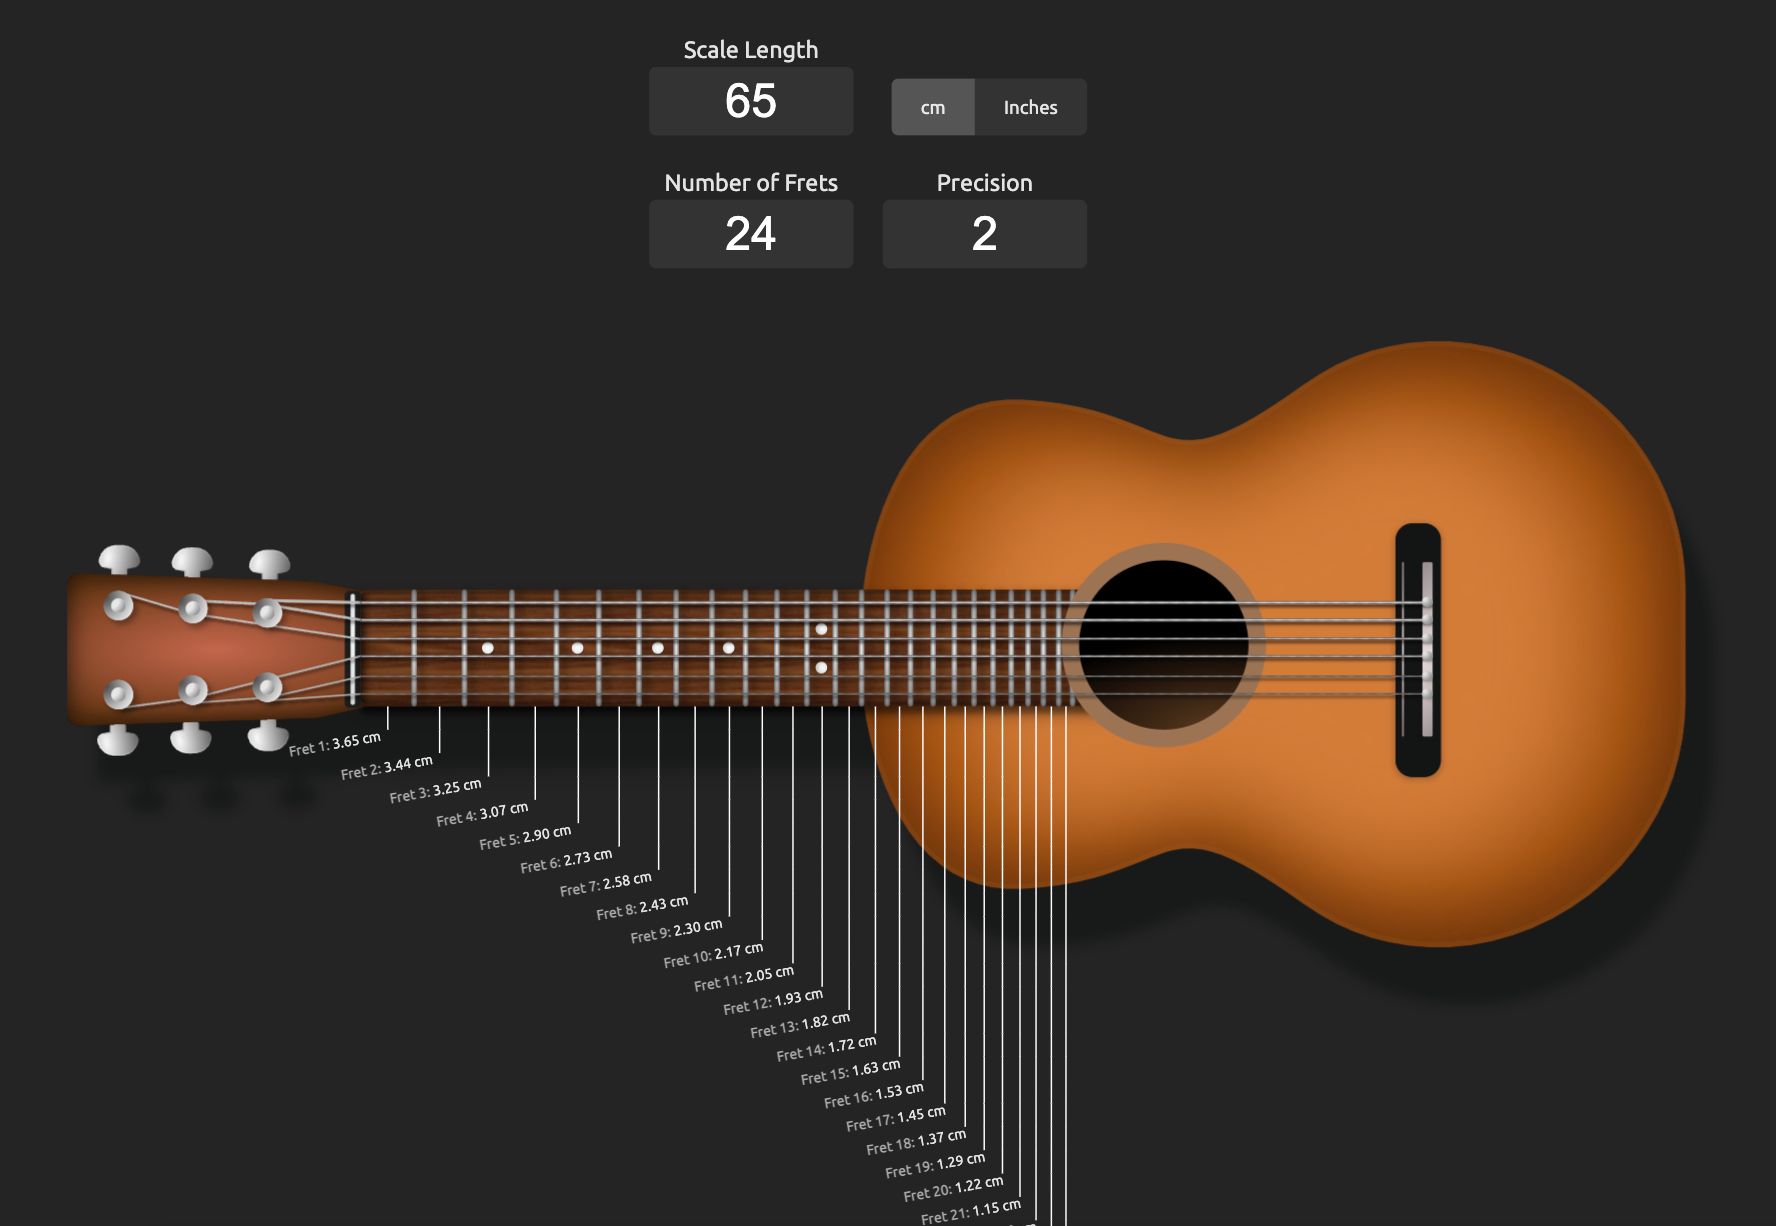 Scale Length
65
cm Inches
Number of Frets Precision
24 2
Fret 1: 3.65 cm
Fret 2: 3.44 cm
Fret 3: 3.25 cm
Fret 4: 3.07 cm
Fret 5: 2.90 cm
Fret 6: 2.73 cm
Fret 7: 2.58 cm
Fret 8: 2.43 cm
Fret 9: 2.30 cm
Fret 10: 2.17 cm
Fret 11: 2.05 cm
Fret 12: 1.93 cm
Fret 13: 1.82 cm
Fret 14: 1.72 cm
Fret 15: 1.63 cm
Fret 16: 1.53 cm
Fret 17: 1.45 cm
Fret 18: 1.37 cm
Fret 19: 1.29 cm
Fret 20: 1.22 cm
Fret 21: 1.15 cm